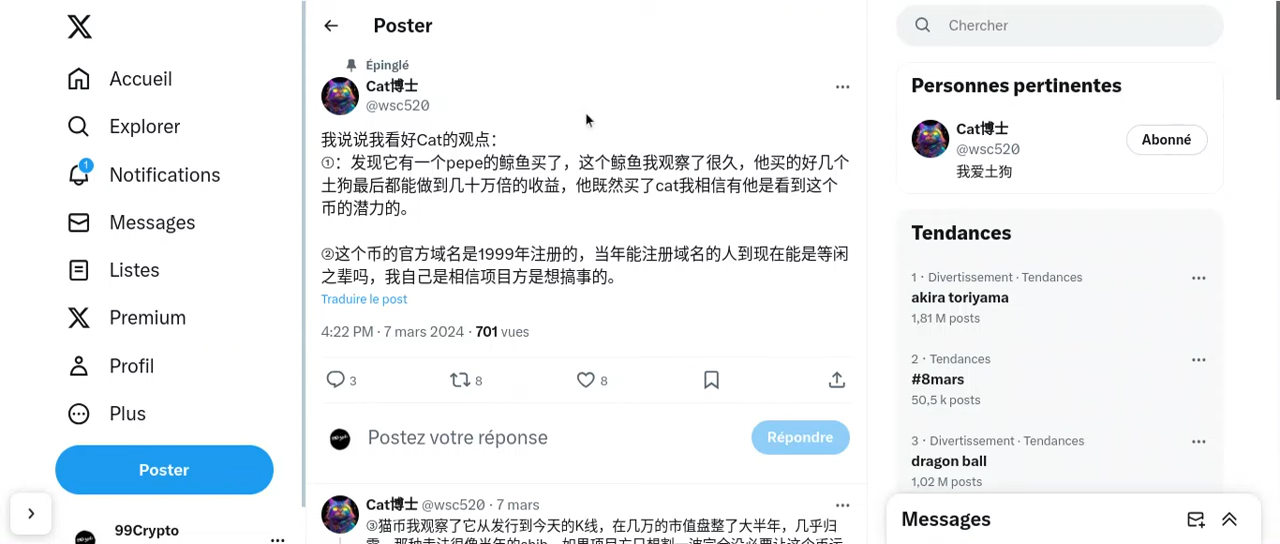 Accueil
Explorer
1
Notifications
Messages
Listes
Premium
Profil
Plus
Poster
99Crypto
Poster
Épinglé
Cat博士
@wsc520
我说说我看好Cat的观点：
①：发现它有一个pepe的鲸鱼买了，这个鲸鱼我观察了很久，他买的好几个
土狗最后都能做到几十万倍的收益，他既然买了cat我相信有他是看到这个
币的潜力的。
②这个币的官方域名是1999年注册的，当年能注册域名的人到现在能是等闲
之辈吗，我自己是相信项目方是想搞事的。
Traduire le post
4:22 PM · 7 mars 2024 · 701 vues
3
8
8
Postez votre réponse
Répondre
Cat博士 @wsc520 · 7 mars
③猫币我观察了它从发行到今天的K线，在几万的市值盘整了大半年，几乎归
Chercher
Personnes pertinentes
Cat博士
@wsc520
Abonné
我爱土狗
Tendances
1 · Divertissement · Tendances
akira toriyama
1,81 M posts
2 · Tendances
#8mars
50,5 k posts
3 · Divertissement · Tendances
dragon ball
1,02 M posts
Messages